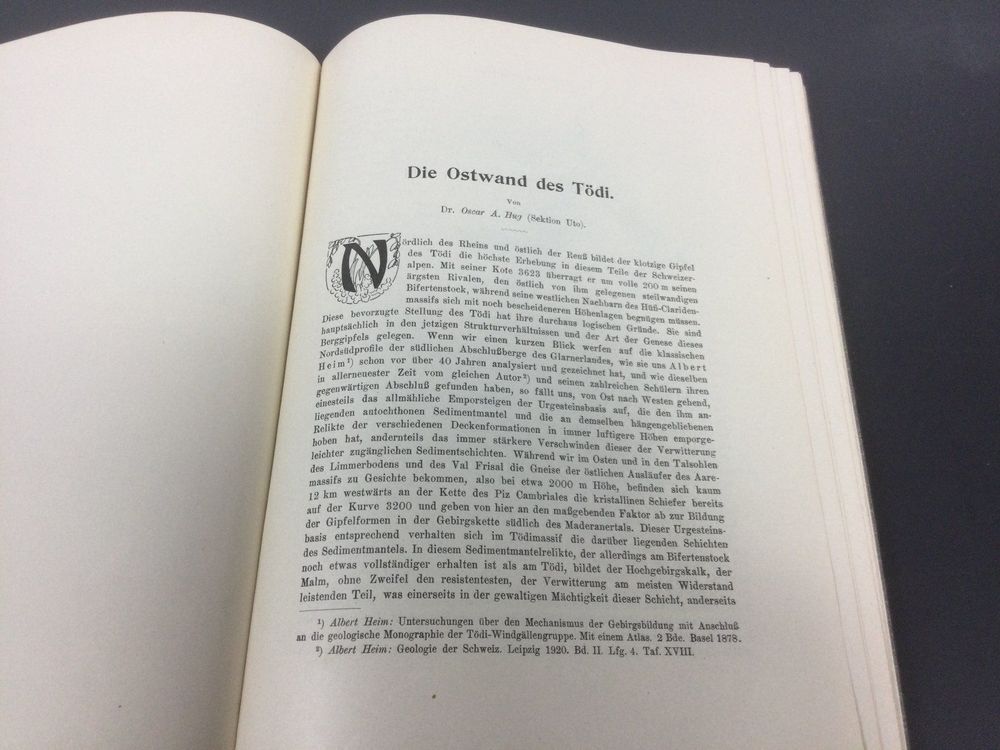 Die Ostwand des Tödi.
Von
Dr. Oscar A. Hug (Sektion Uto).
Nördlich des Rheins und östlich der Reuß bildet der klotzige Gipfel
des Tödi die höchste Erhebung in diesem Teile der Schweizer-
alpen. Mit seiner Kote 3623 überragt er um volle 200 m seinen
ärgsten Rivalen, den östlich von ihm gelegenen steilwandigen
Bifertenstock, während seine westlichen Nachbarn des Hüfi-Clariden-
massifs sich mit noch bescheideneren Höhenlagen begnügen müssen.
Diese bevorzugte Stellung des Tödi hat ihre durchaus logischen Gründe. Sie sind
hauptsächlich in den jetzigen Strukturverhältnissen und der Art der Genese dieses
Berggipfels gelegen. Wenn wir einen kurzen Blick werfen auf die klassischen
Nordsüdprofile der südlichen Abschlußberge des Glarnerlandes, wie sie uns Albert
Heim¹) schon vor über 40 Jahren analysiert und gezeichnet hat, und wie dieselben
in allerneuester Zeit vom gleichen Autor²) und seinen zahlreichen Schülern ihren
gegenwärtigen Abschluß gefunden haben, so fällt uns, von Ost nach Westen gehend,
einesteils das allmähliche Emporsteigen der Urgesteinsbasis auf, die den ihm an-
liegenden autochthonen Sedimentmantel und die an demselben hängengebliebenen
Relikte der verschiedenen Deckenformationen in immer luftigere Höhen emporge-
hoben hat, andernteils das immer stärkere Verschwinden dieser der Verwitterung
leichter zugänglichen Sedimentschichten. Während wir im Osten und in den Talsohlen
des Limmerbodens und des Val Frisal die Gneise der östlichen Ausläufer des Aare-
massifs zu Gesichte bekommen, also bei etwa 2000 m Höhe, befinden sich kaum
12 km westwärts an der Kette des Piz Cambriales die kristallinen Schiefer bereits
auf der Kurve 3200 und geben von hier an den maßgebenden Faktor ab zur Bildung
der Gipfelformen in der Gebirgskette südlich des Maderanertals. Dieser Urgesteins-
basis entsprechend verhalten sich im Tödimassif die darüber liegenden Schichten
des Sedimentmantels. In diesem Sedimentmantelrelikte, der allerdings am Bifertenstock
noch etwas vollständiger erhalten ist als am Tödi, bildet der Hochgebirgskalk, der
Malm, ohne Zweifel den resistentesten, der Verwitterung am meisten Widerstand
leistenden Teil, was einerseits in der gewaltigen Mächtigkeit dieser Schicht, anderseits
¹) Albert Heim: Untersuchungen über den Mechanismus der Gebirgsbildung mit Anschluß
an die geologische Monographie der Tödi-Windgällengruppe. Mit einem Atlas. 2 Bde. Basel 1878.
²) Albert Heim: Geologie der Schweiz. Leipzig 1920. Bd. II. Lfg. 4. Taf. XVIII.